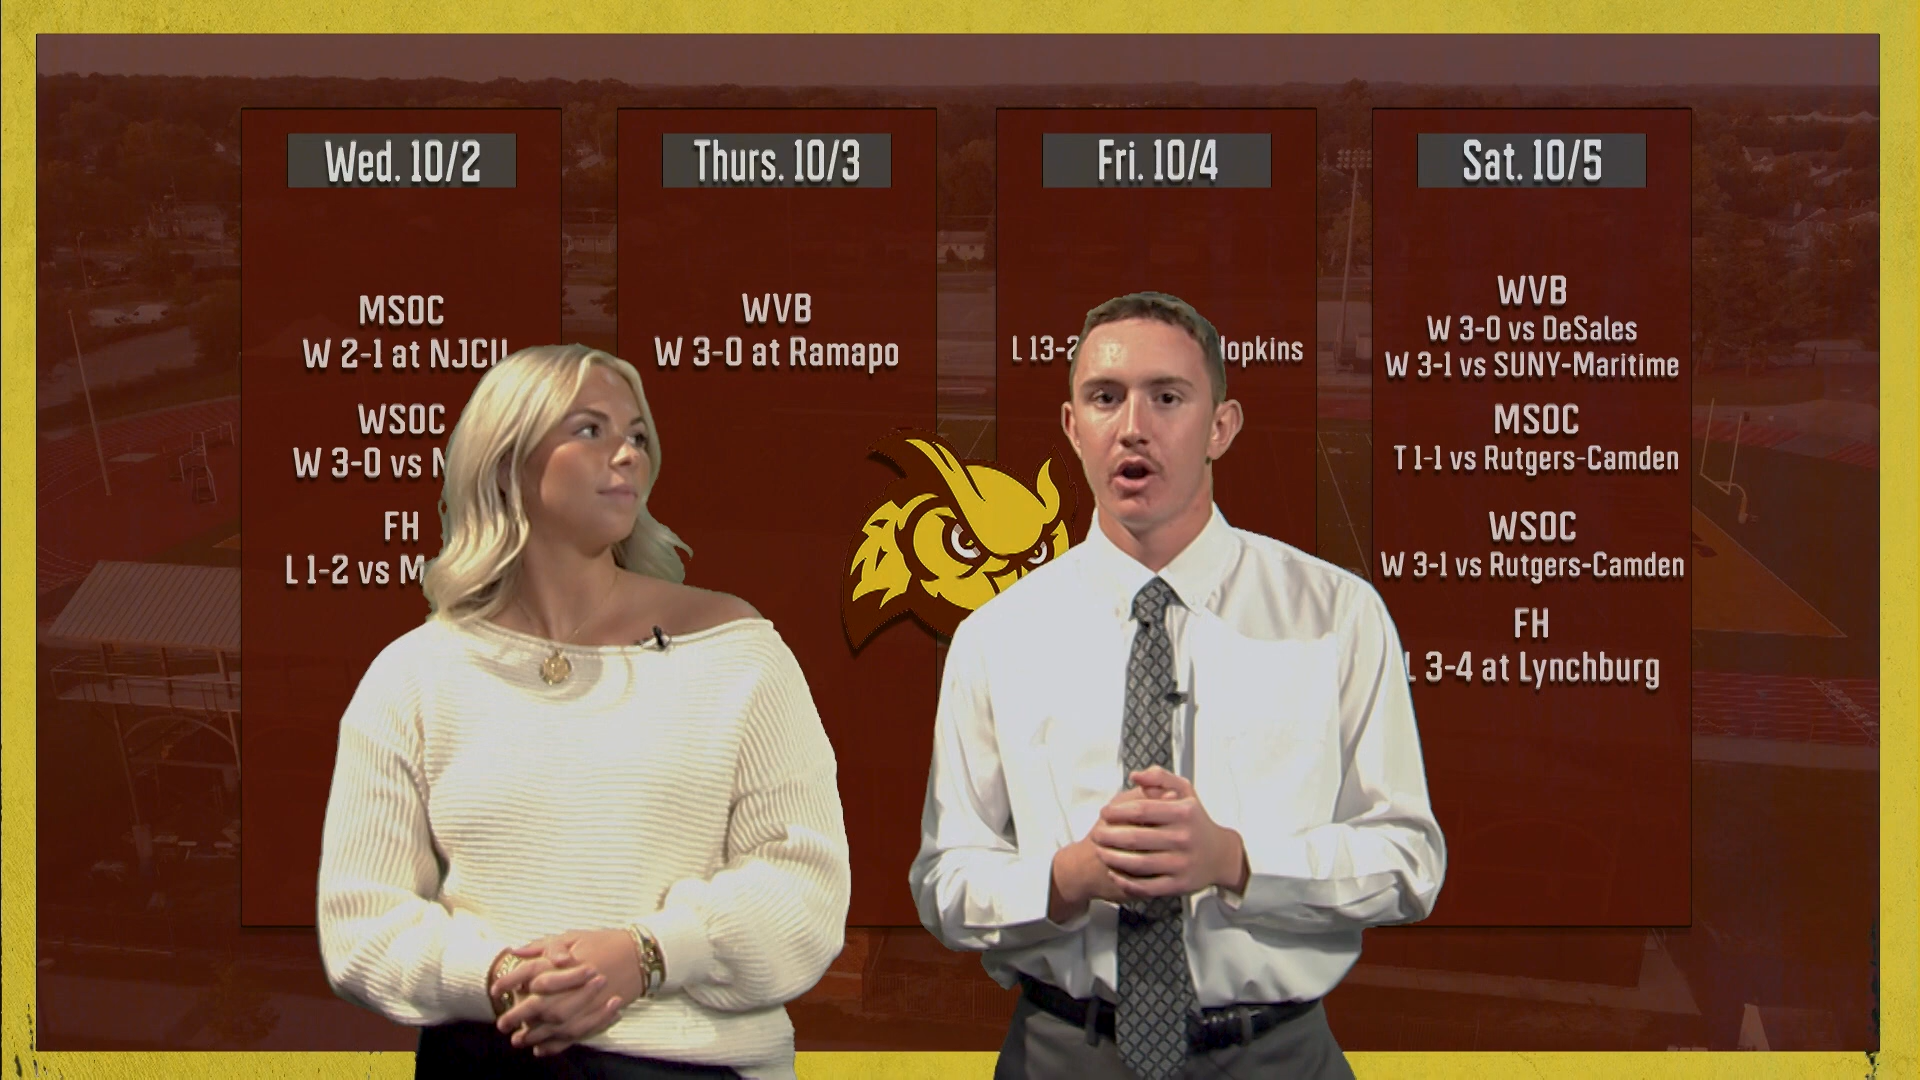 Wed. 10/2
MSOC
W 2-1 at NJCU
WSOC
W 3-0 vs
FH
L 1-2 vs
Thurs. 10/3
WVB
W 3-0 at Ramapo
Fri. 10/4
L 13-2
Sat. 10/5
WVB
W 3-0 vs DeSales
W 3-1 vs SUNY-Maritime
MSOC
T 1-1 vs Rutgers-Camden
WSOC
W 3-1 vs Rutgers-Camden
FH
L 3-4 at Lynchburg